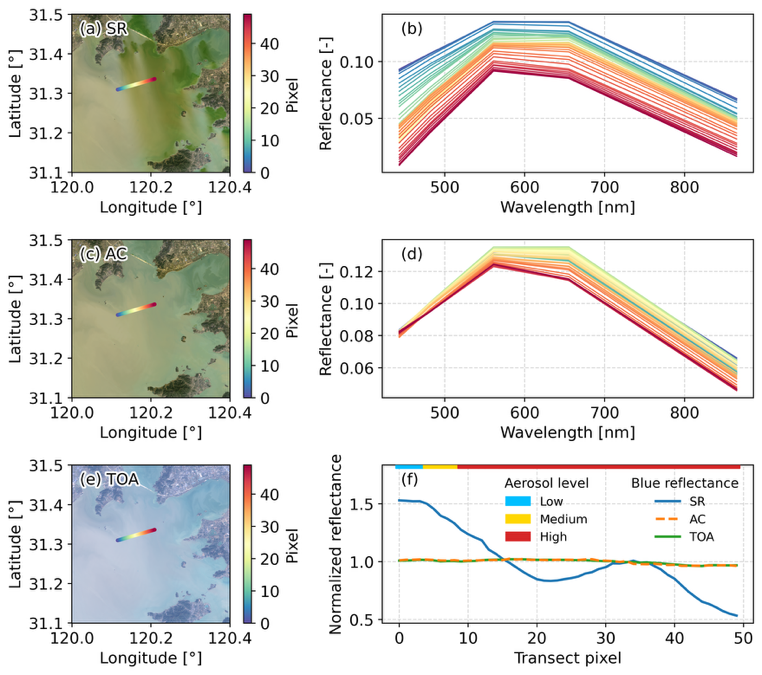 (a) SR
31.5
31.4
31.3
31.2
31.1
120.0
120.2
120.4
Latitude [°]
Longitude [°]
40
30
20
10
0
Pixel
(b)
0.10
0.05
Reflectance [-]
500
600
700
800
Wavelength [nm]
(c) AC
31.5
31.4
31.3
31.2
31.1
120.0
120.2
120.4
Latitude [°]
Longitude [°]
40
30
20
10
0
Pixel
(d)
0.12
0.10
0.08
0.06
Reflectance [-]
500
600
700
800
Wavelength [nm]
(e) TOA
31.5
31.4
31.3
31.2
31.1
120.0
120.2
120.4
Latitude [°]
Longitude [°]
40
30
20
10
0
Pixel
(f)
Aerosol level
Low
Medium
High
Blue reflectance
SR
AC
TOA
1.5
1.0
0.5
Normalized reflectance
0
10
20
30
40
50
Transect pixel